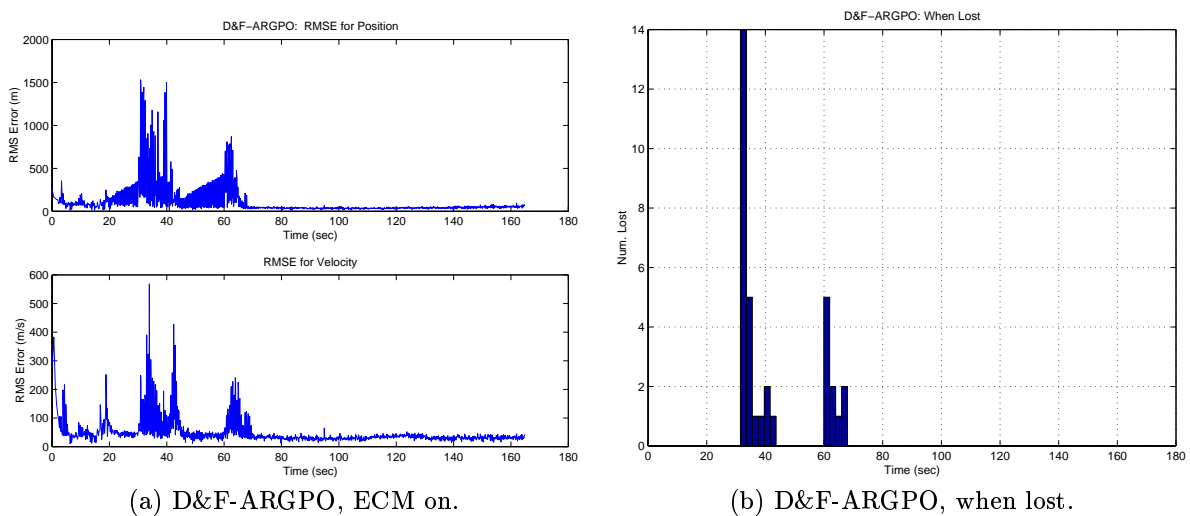 D&F−ARGPO:  RMSE for Position
2000
1500
1000
500
0
RMS Error (m)
0 20 40 60 80 100 120 140 160 180
Time (sec)
RMSE for Velocity
600
500
400
300
200
100
0
RMS Error (m/s)
0 20 40 60 80 100 120 140 160 180
Time (sec)
(a) D&F-ARGPO, ECM on.
D&F−ARGPO: When Lost
14
12
10
8
6
4
2
0
Num. Lost
0 20 40 60 80 100 120 140 160 180
Time (sec)
(b) D&F-ARGPO, when lost.